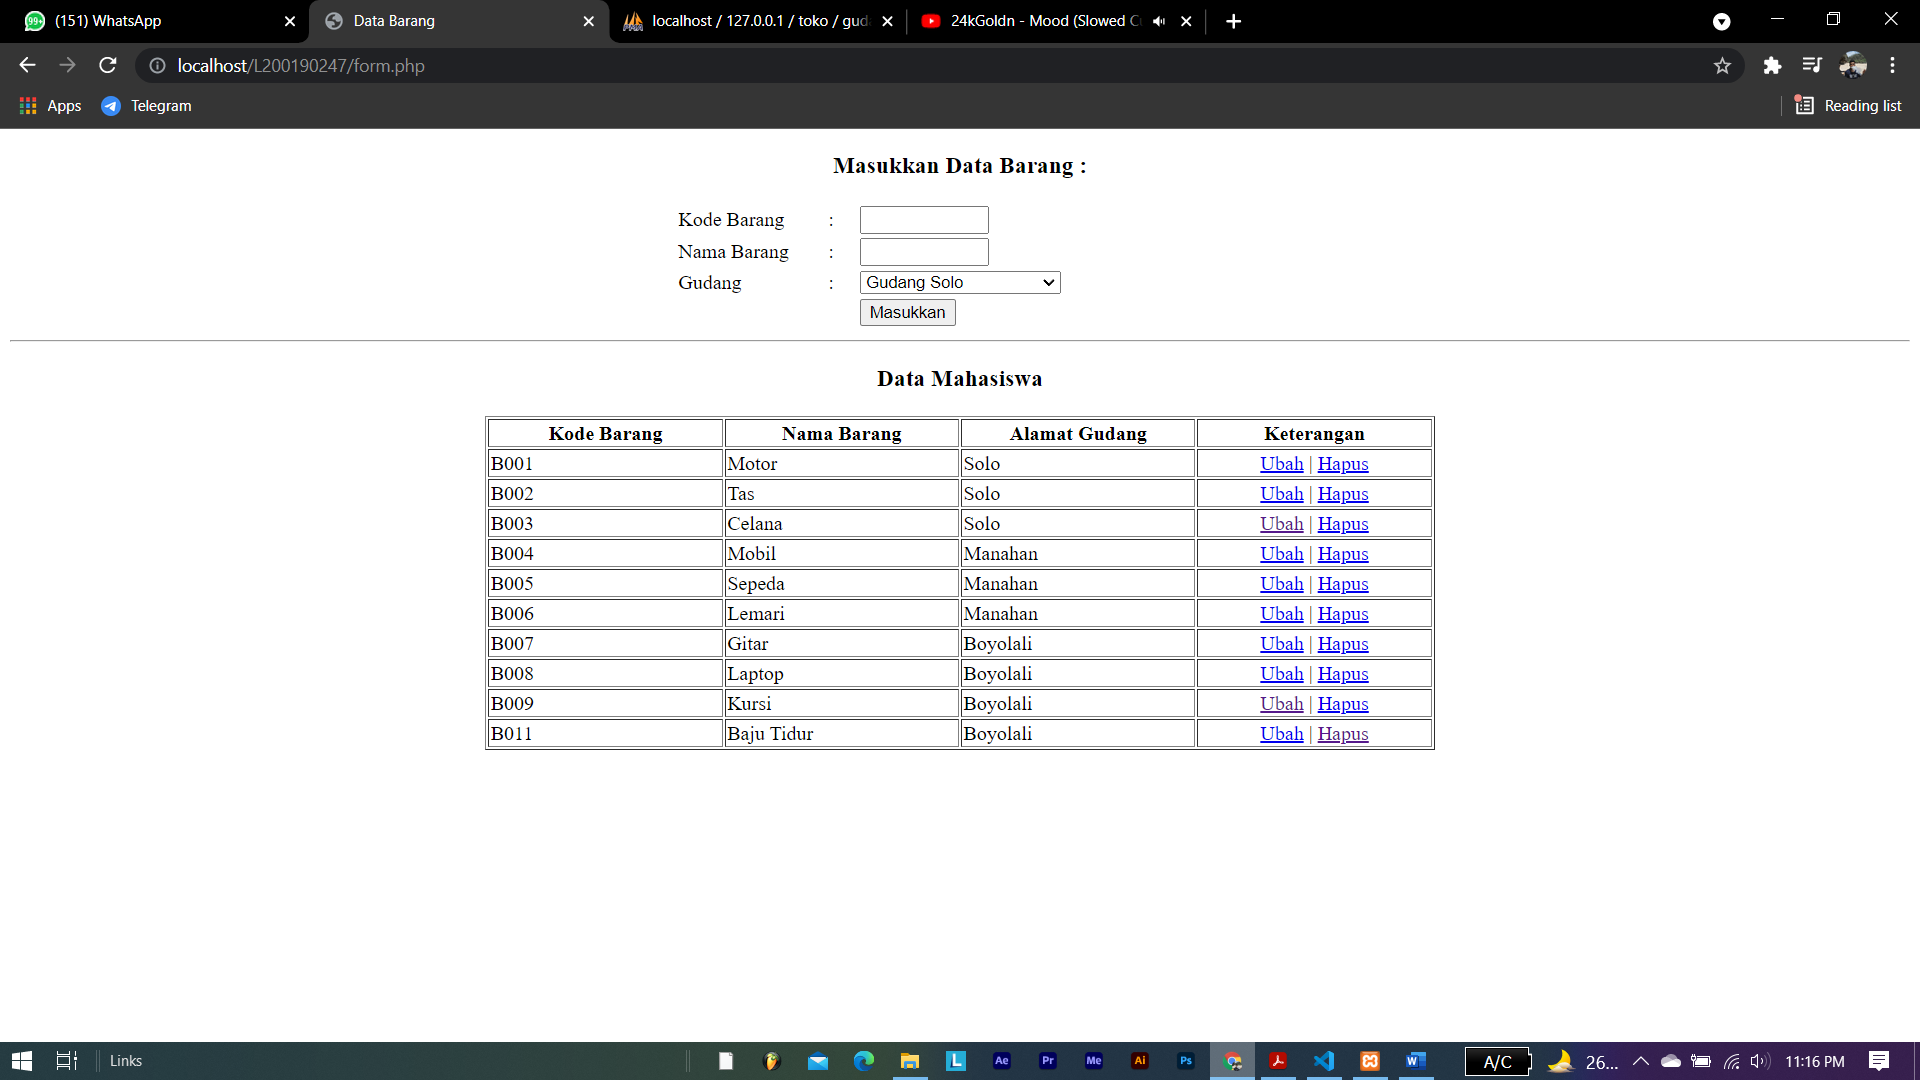 (151) WhatsApp
Data Barang
localhost / 127.0.0.1 / toko / gud
24kGoldn - Mood (Slowed
localhost/L200190247/form.php
Apps
Telegram
Reading list
Masukkan Data Barang :
Kode Barang :
Nama Barang :
Gudang : Gudang Solo
Masukkan
Data Mahasiswa
Kode Barang Nama Barang Alamat Gudang Keterangan
B001 Motor Solo Ubah | Hapus
B002 Tas Solo Ubah | Hapus
B003 Celana Solo Ubah | Hapus
B004 Mobil Manahan Ubah | Hapus
B005 Sepeda Manahan Ubah | Hapus
B006 Lemari Manahan Ubah | Hapus
B007 Gitar Boyolali Ubah | Hapus
B008 Laptop Boyolali Ubah | Hapus
B009 Kursi Boyolali Ubah | Hapus
B011 Baju Tidur Boyolali Ubah | Hapus
Links
L
Ae
Pr
Me
Ai
Ps
A/C
26...
11:16 PM